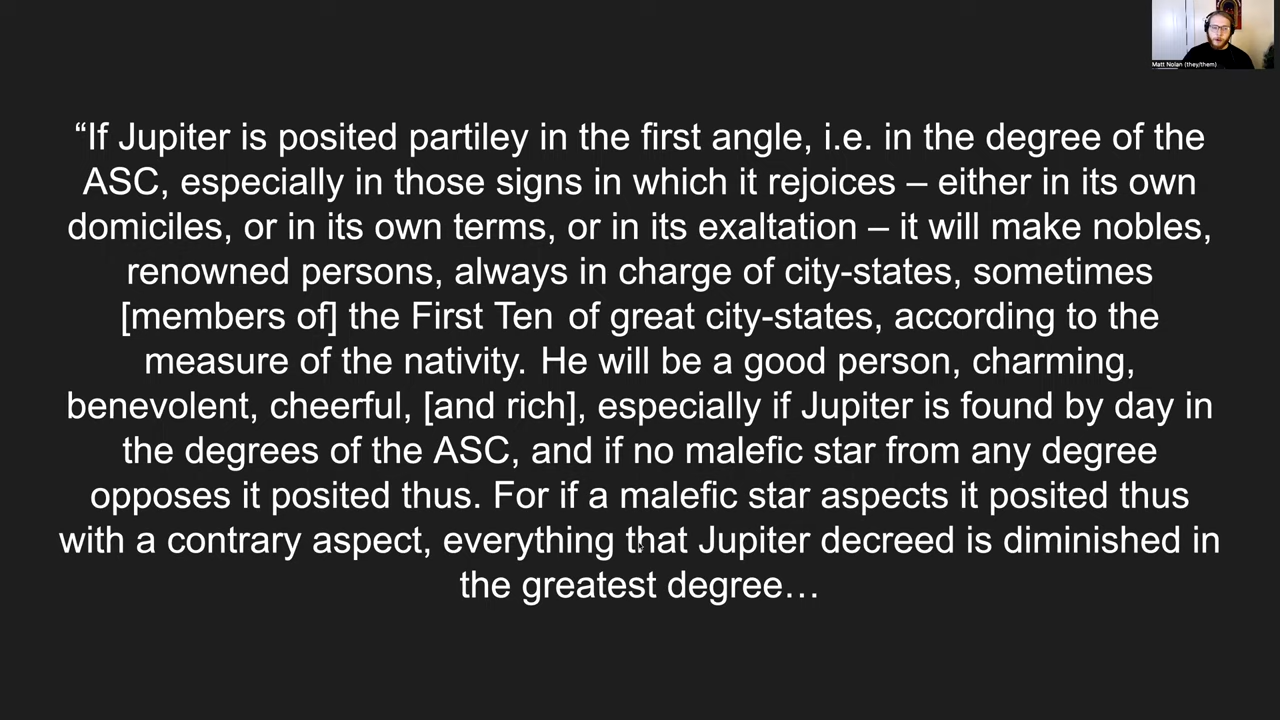 Matt Nolan (they/them)
“If Jupiter is posited partiley in the first angle, i.e. in the degree of the
ASC, especially in those signs in which it rejoices – either in its own
domiciles, or in its own terms, or in its exaltation – it will make nobles,
renowned persons, always in charge of city-states, sometimes
[members of] the First Ten of great city-states, according to the
measure of the nativity. He will be a good person, charming,
benevolent, cheerful, [and rich], especially if Jupiter is found by day in
the degrees of the ASC, and if no malefic star from any degree
opposes it posited thus. For if a malefic star aspects it posited thus
with a contrary aspect, everything that Jupiter decreed is diminished in
the greatest degree…